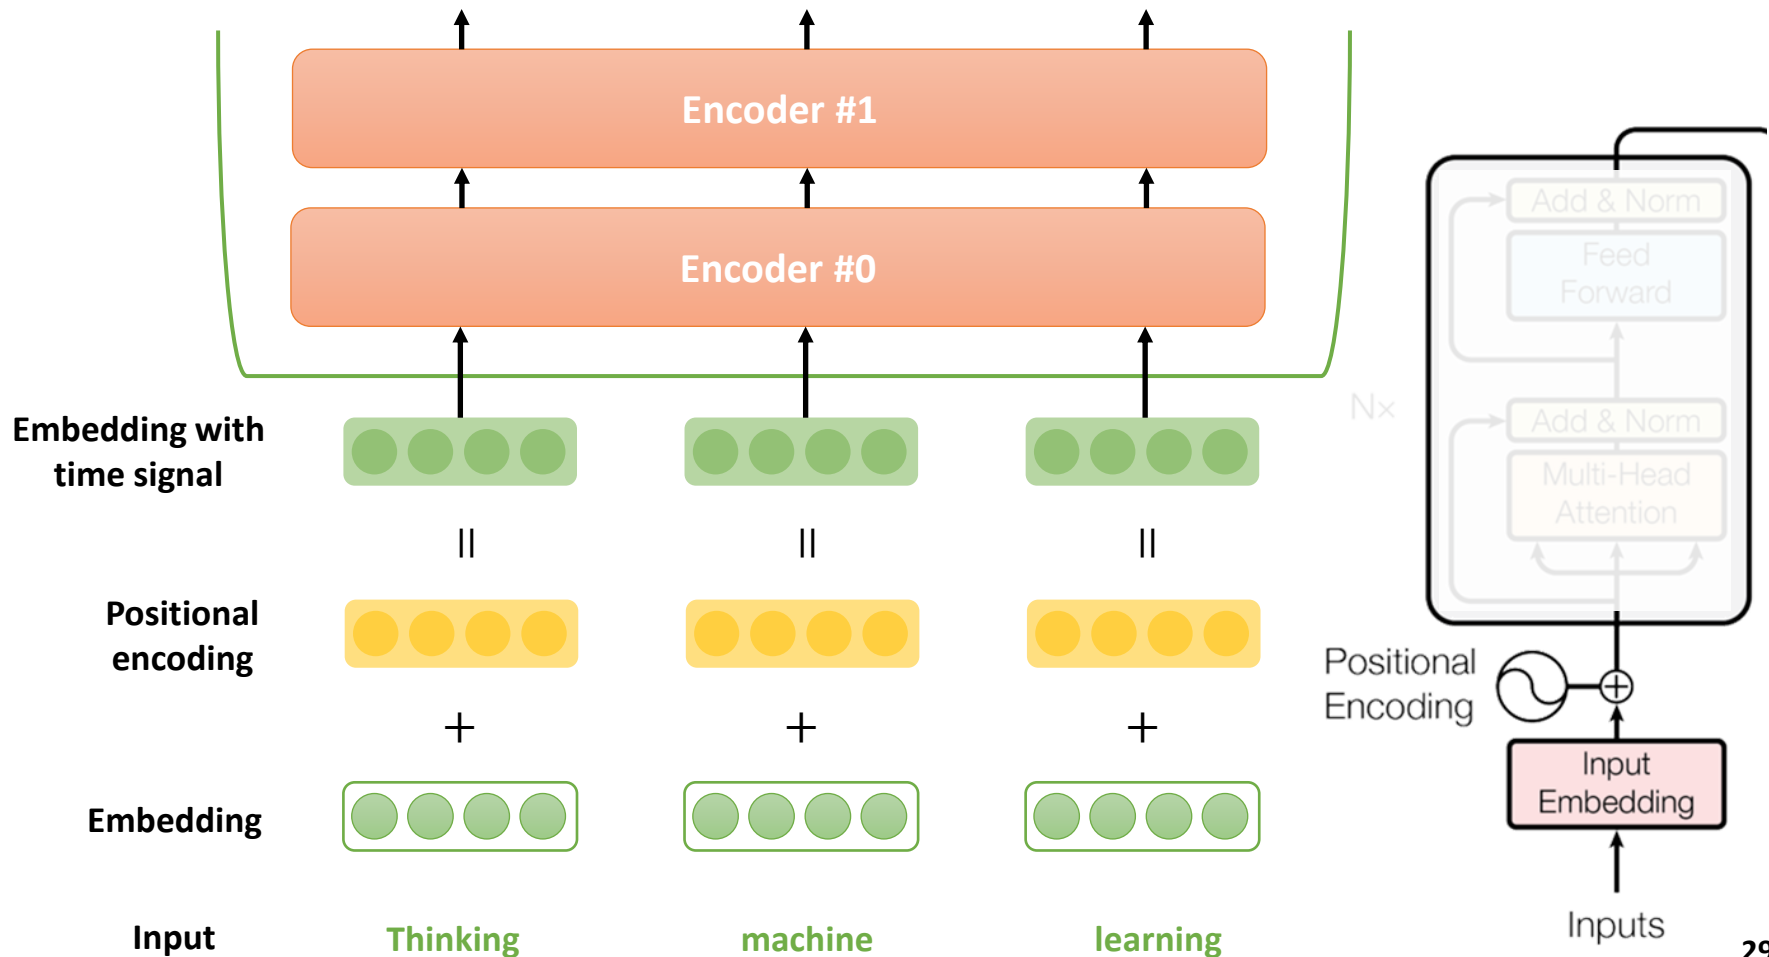 Encoder #1
Encoder #0
Embedding with
time signal
=
=
=
Positional
encoding
+
+
+
Embedding
Input
Thinking
machine
learning
Add & Norm
Feed
Forward
N×
Add & Norm
Multi-Head
Attention
Positional
Encoding
+
Input
Embedding
Inputs
29